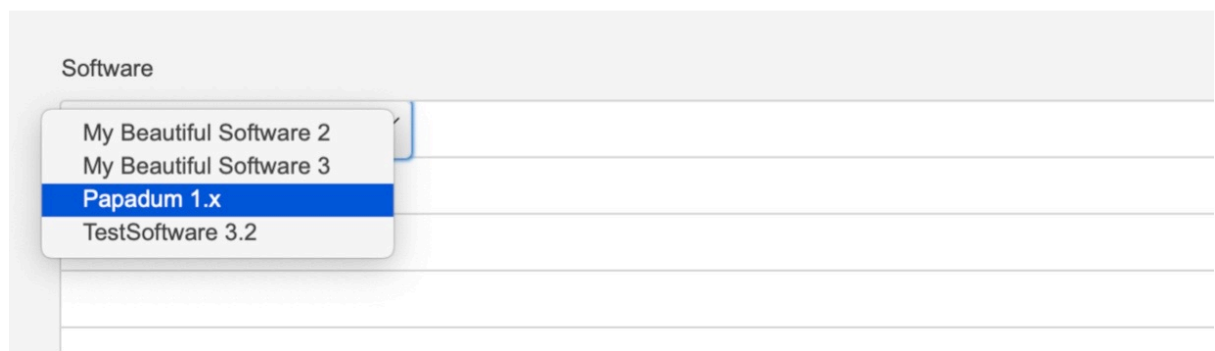 Software
My Beautiful Software 2
My Beautiful Software 3
Papadum 1.x
TestSoftware 3.2